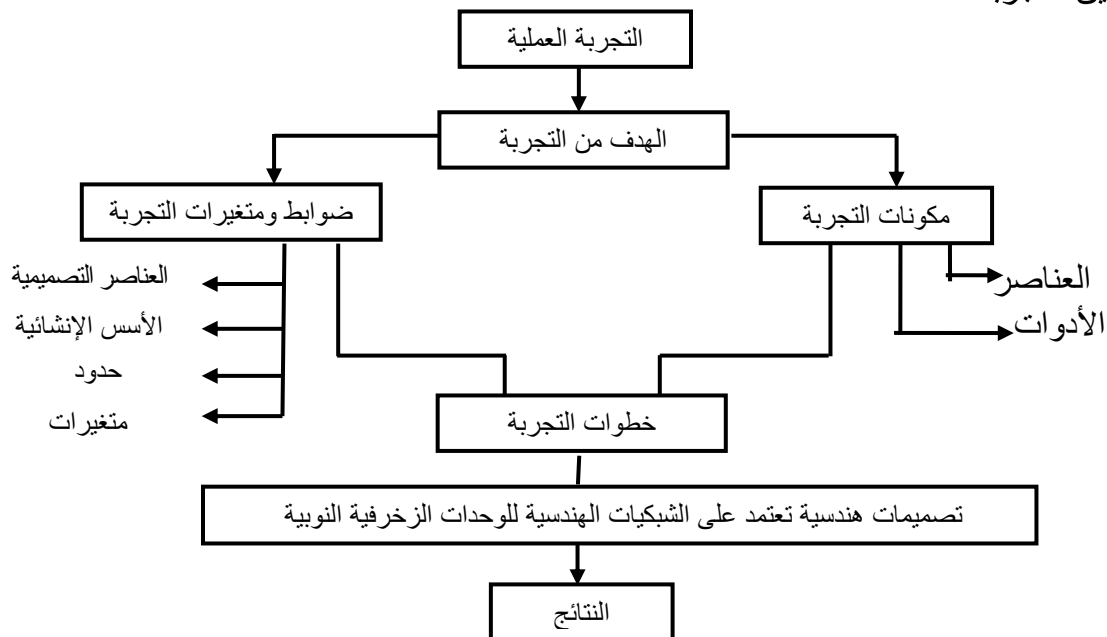 التجربة العملية
الهدف من التجربة
مكونات التجربة
ضوابط ومتغيرات التجربة
العناصر
الأدوات
العناصر التصميمية
الأسس الإنشائية
حدود
متغيرات
خطوات التجربة
تصميمات هندسية تعتمد على الشبكيات الهندسية للوحدات الزخرفية النوبية
النتائج